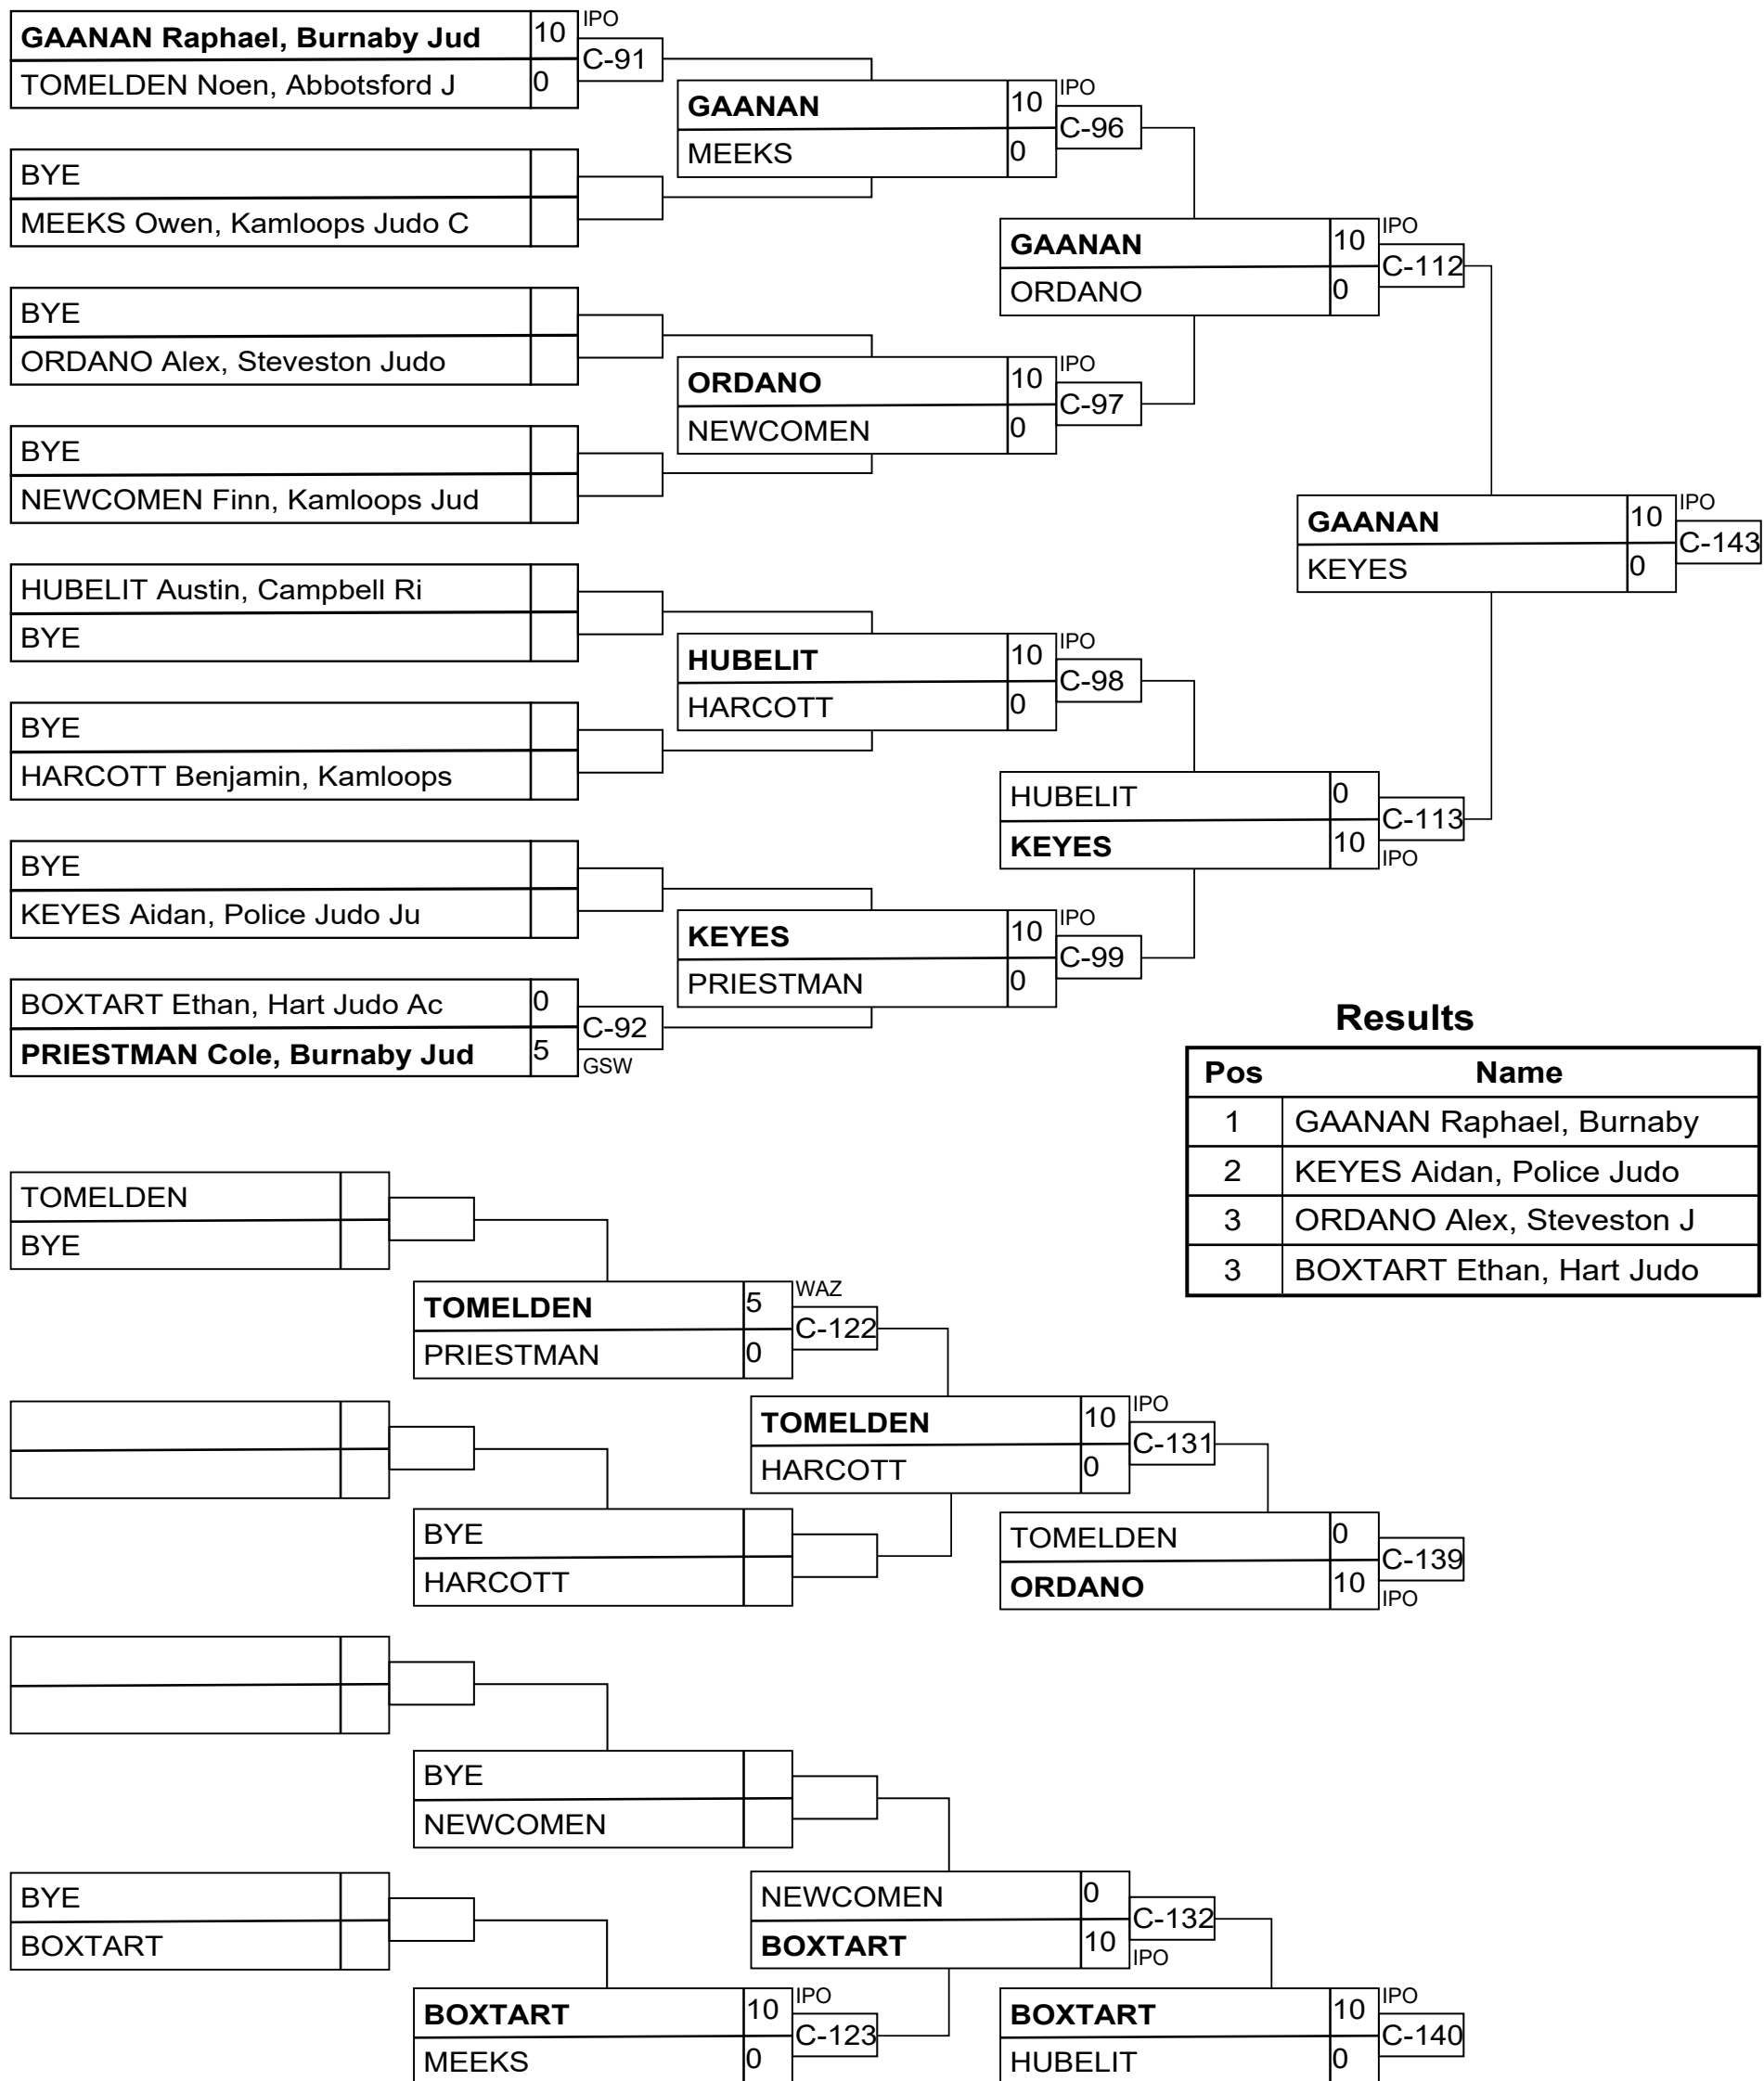 GAANAN Raphael, Burnaby Jud 10 IPO
TOMELDEN Noen, Abbotsford J 0 C-91
BYE
MEEKS Owen, Kamloops Judo C
BYE
ORDANO Alex, Steveston Judo
BYE
NEWCOMEN Finn, Kamloops Jud
HUBELIT Austin, Campbell Ri
BYE
BYE
HARCOTT Benjamin, Kamloops
BYE
KEYES Aidan, Police Judo Ju
BOXTART Ethan, Hart Judo Ac 0 C-92
PRIESTMAN Cole, Burnaby Jud 5 GSW
GAANAN 10 IPO
MEEKS 0 C-96
ORDANO 10 IPO
NEWCOMEN 0 C-97
HUBELIT 10 IPO
HARCOTT 0 C-98
KEYES 10 IPO
PRIESTMAN 0 C-99
GAANAN 10 IPO
ORDANO 0 C-112
HUBELIT 0 C-113
KEYES 10 IPO
GAANAN 10 IPO
KEYES 0 C-143
Results
Pos Name
1 GAANAN Raphael, Burnaby
2 KEYES Aidan, Police Judo
3 ORDANO Alex, Steveston J
3 BOXTART Ethan, Hart Judo
TOMELDEN
BYE
TOMELDEN 5 WAZ
PRIESTMAN 0 C-122
BYE
HARCOTT
TOMELDEN 10 IPO
HARCOTT 0 C-131
TOMELDEN 0 C-139
ORDANO 10 IPO
BYE
NEWCOMEN
BYE
BOXTART
BOXTART 10 IPO
MEEKS 0 C-123
NEWCOMEN 0 C-132
BOXTART 10 IPO
BOXTART 10 IPO
HUBELIT 0 C-140